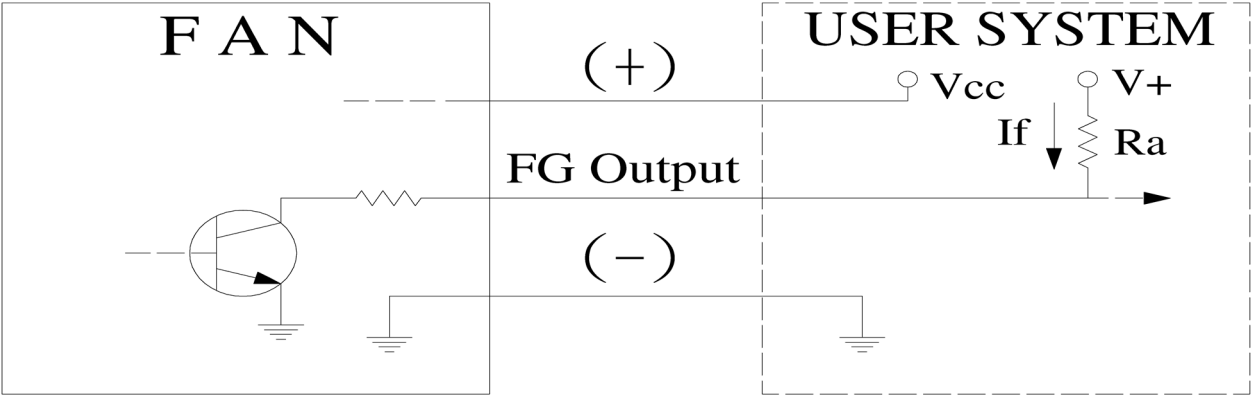 F A N
USER SYSTEM
(+)
Vcc
V+
If
Ra
FG Output
(-)